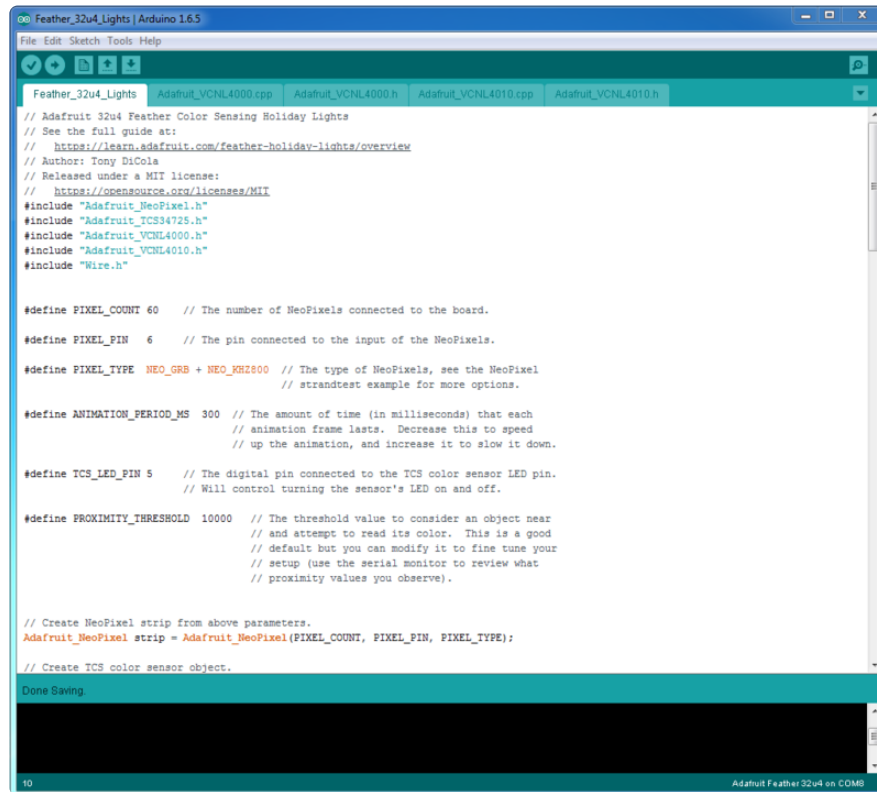 Feather_32u4_Lights | Arduino 1.6.5
File Edit Sketch Tools Help
Feather_32u4_Lights Adafruit_VCNL4000.cpp Adafruit_VCNL4000.h Adafruit_VCNL4010.cpp Adafruit_VCNL4010.h
// Adafruit 32u4 Feather Color Sensing Holiday Lights
// See the full guide at:
// https://learn.adafruit.com/feather-holiday-lights/overview
// Author: Tony DiCola
// Released under a MIT license:
// https://opensource.org/licenses/MIT
#include "Adafruit_NeoPixel.h"
#include "Adafruit_TCS34725.h"
#include "Adafruit_VCNL4000.h"
#include "Adafruit_VCNL4010.h"
#include "Wire.h"
#define PIXEL_COUNT 60 // The number of NeoPixels connected to the board.
#define PIXEL_PIN 6 // The pin connected to the input of the NeoPixels.
#define PIXEL_TYPE NEO_GRB + NEO_KHZ800 // The type of NeoPixels, see the NeoPixel
// strandtest example for more options.
#define ANIMATION_PERIOD_MS 300 // The amount of time (in milliseconds) that each
// animation frame lasts. Decrease this to speed
// up the animation, and increase it to slow it down.
#define TCS_LED_PIN 5 // The digital pin connected to the TCS color sensor LED pin.
// Will control turning the sensor's LED on and off.
#define PROXIMITY_THRESHOLD 10000 // The threshold value to consider an object near
// and attempt to read its color. This is a good
// default but you can modify it to fine tune your
// setup (use the serial monitor to review what
// proximity values you observe).
// Create NeoPixel strip from above parameters.
Adafruit_NeoPixel strip = Adafruit_NeoPixel(PIXEL_COUNT, PIXEL_PIN, PIXEL_TYPE);
// Create TCS color sensor object.
Done Saving.
10 Adafruit Feather 32u4 on COM8